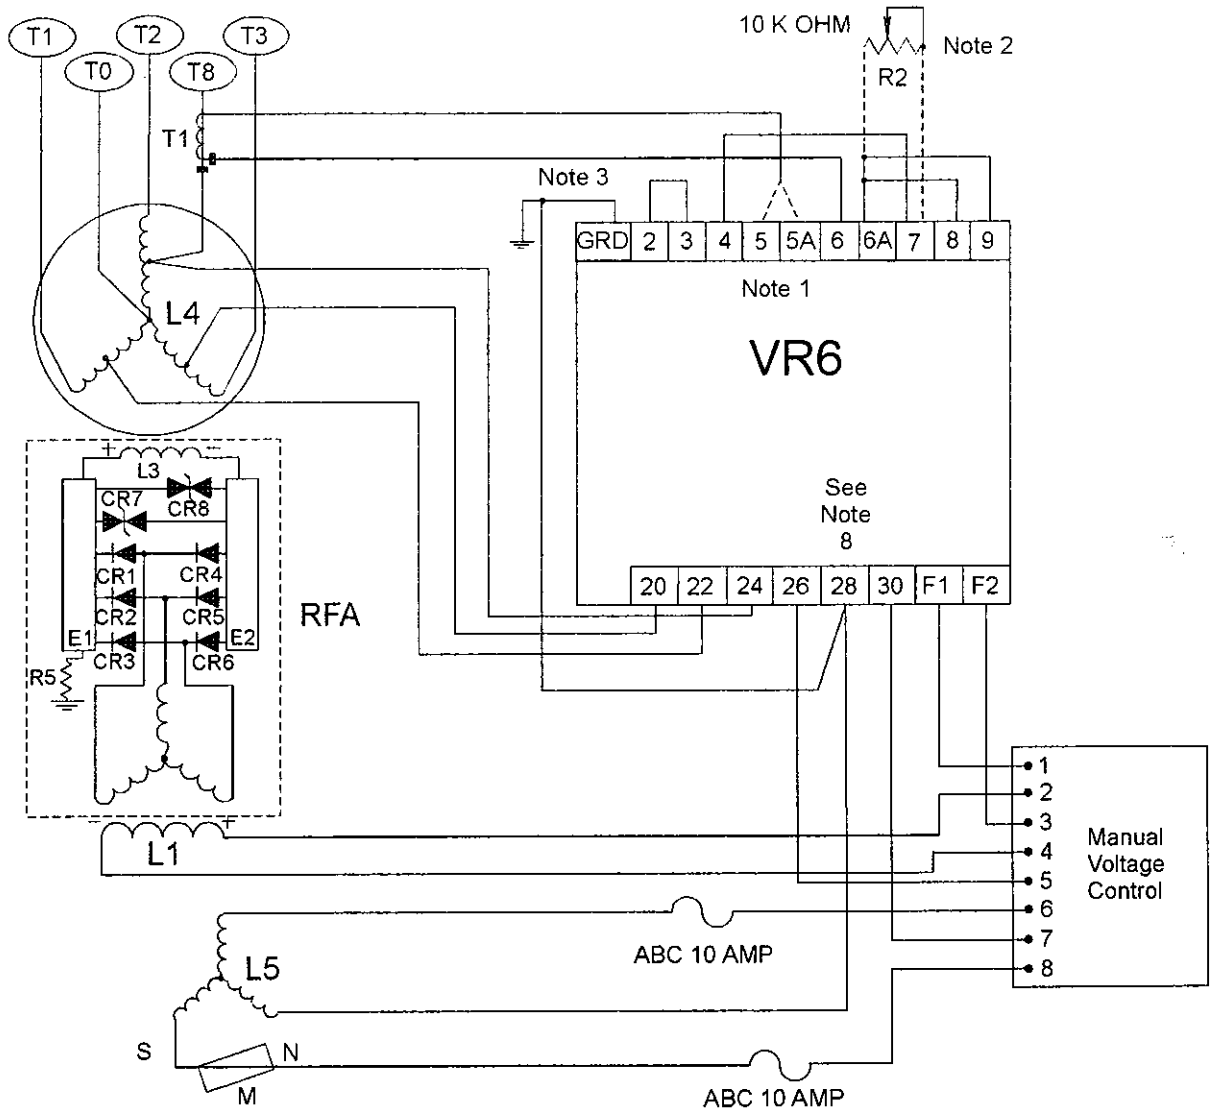 T1 T2 T3
T0 T8
10 K OHM
R2
Note 2
T1
Note 3
GRD 2 3 4 5 5A 6 6A 7 8 9
Note 1
L4
VR6
See
Note
8
20 22 24 26 28 30 F1 F2
+ L3 −
CR7 CR8
CR1 CR4
CR2 CR5
E1 E2
CR3 CR6
R5
RFA
− L1 +
1
2
3
4
5
6
7
8
Manual
Voltage
Control
ABC 10 AMP
L5
S N
M
ABC 10 AMP